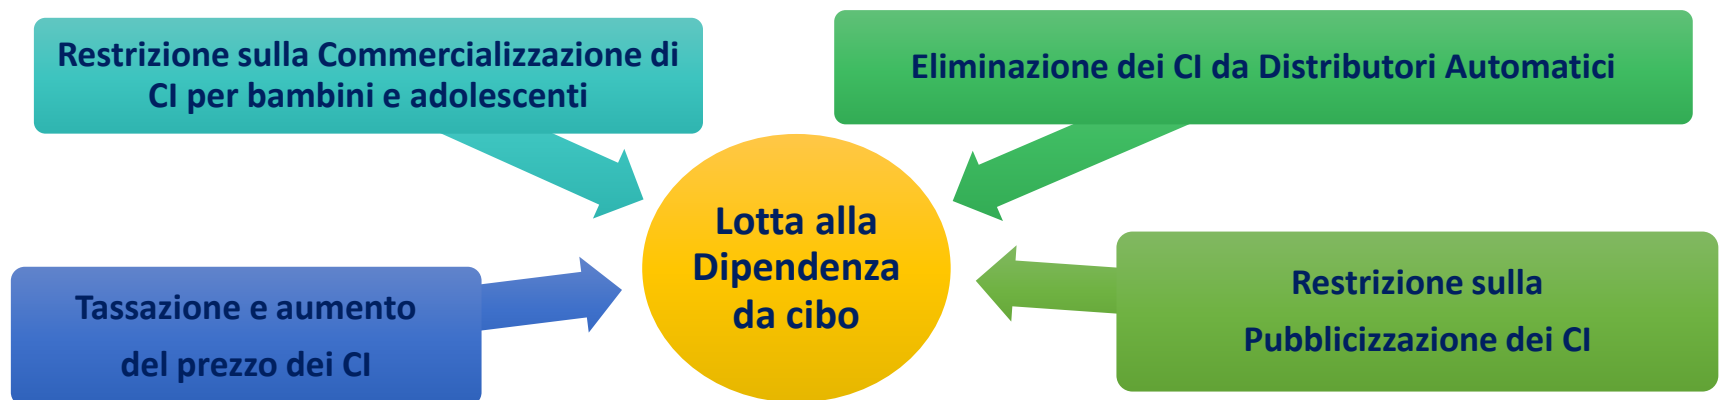 Restrizione sulla Commercializzazione di
CI per bambini e adolescenti
Eliminazione dei CI da Distributori Automatici
Lotta alla
Dipendenza
da cibo
Tassazione e aumento
del prezzo dei CI
Restrizione sulla
Pubblicizzazione dei CI